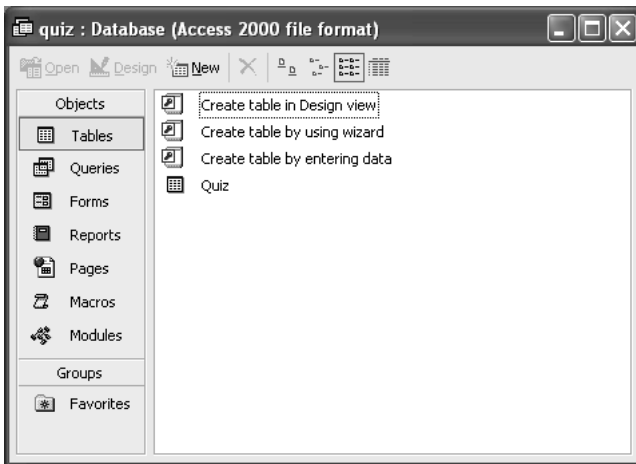 quiz : Database (Access 2000 file format)
Open Design New
Objects
Tables
Queries
Forms
Reports
Pages
Macros
Modules
Groups
Favorites
Create table in Design view
Create table by using wizard
Create table by entering data
Quiz